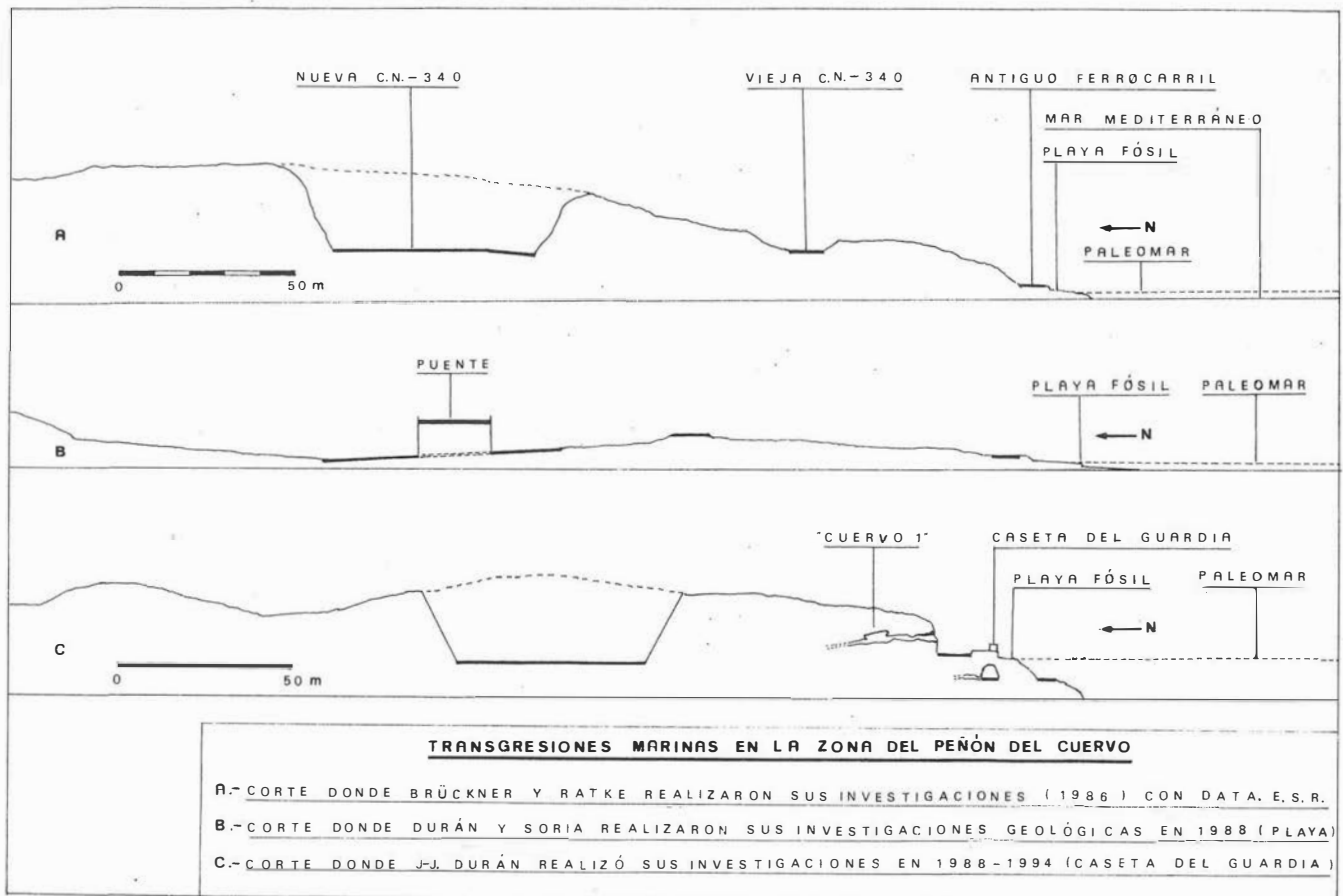 NUEVA C.N.-340
VIEJA C.N.-340
ANTIGUO FERROCARRIL
MAR MEDITERRÁNEO
PLAYA FÓSIL
N
PALEOMAR
A
0 50 m
PUENTE
PLAYA FÓSIL
PALEOMAR
N
B
"CUERVO 1"
CASETA DEL GUARDIA
PLAYA FÓSIL
PALEOMAR
N
C
0 50 m
TRANSGRESIONES MARINAS EN LA ZONA DEL PEÑÓN DEL CUERVO
A.- CORTE DONDE BRÜCKNER Y RATKE REALIZARON SUS INVESTIGACIONES (1986) CON DATA. E.S.R.
B.- CORTE DONDE DURÁN Y SORIA REALIZARON SUS INVESTIGACIONES GEOLÓGICAS EN 1988 (PLAYA)
C.- CORTE DONDE J-J. DURÁN REALIZÓ SUS INVESTIGACIONES EN 1988-1994 (CASETA DEL GUARDIA)